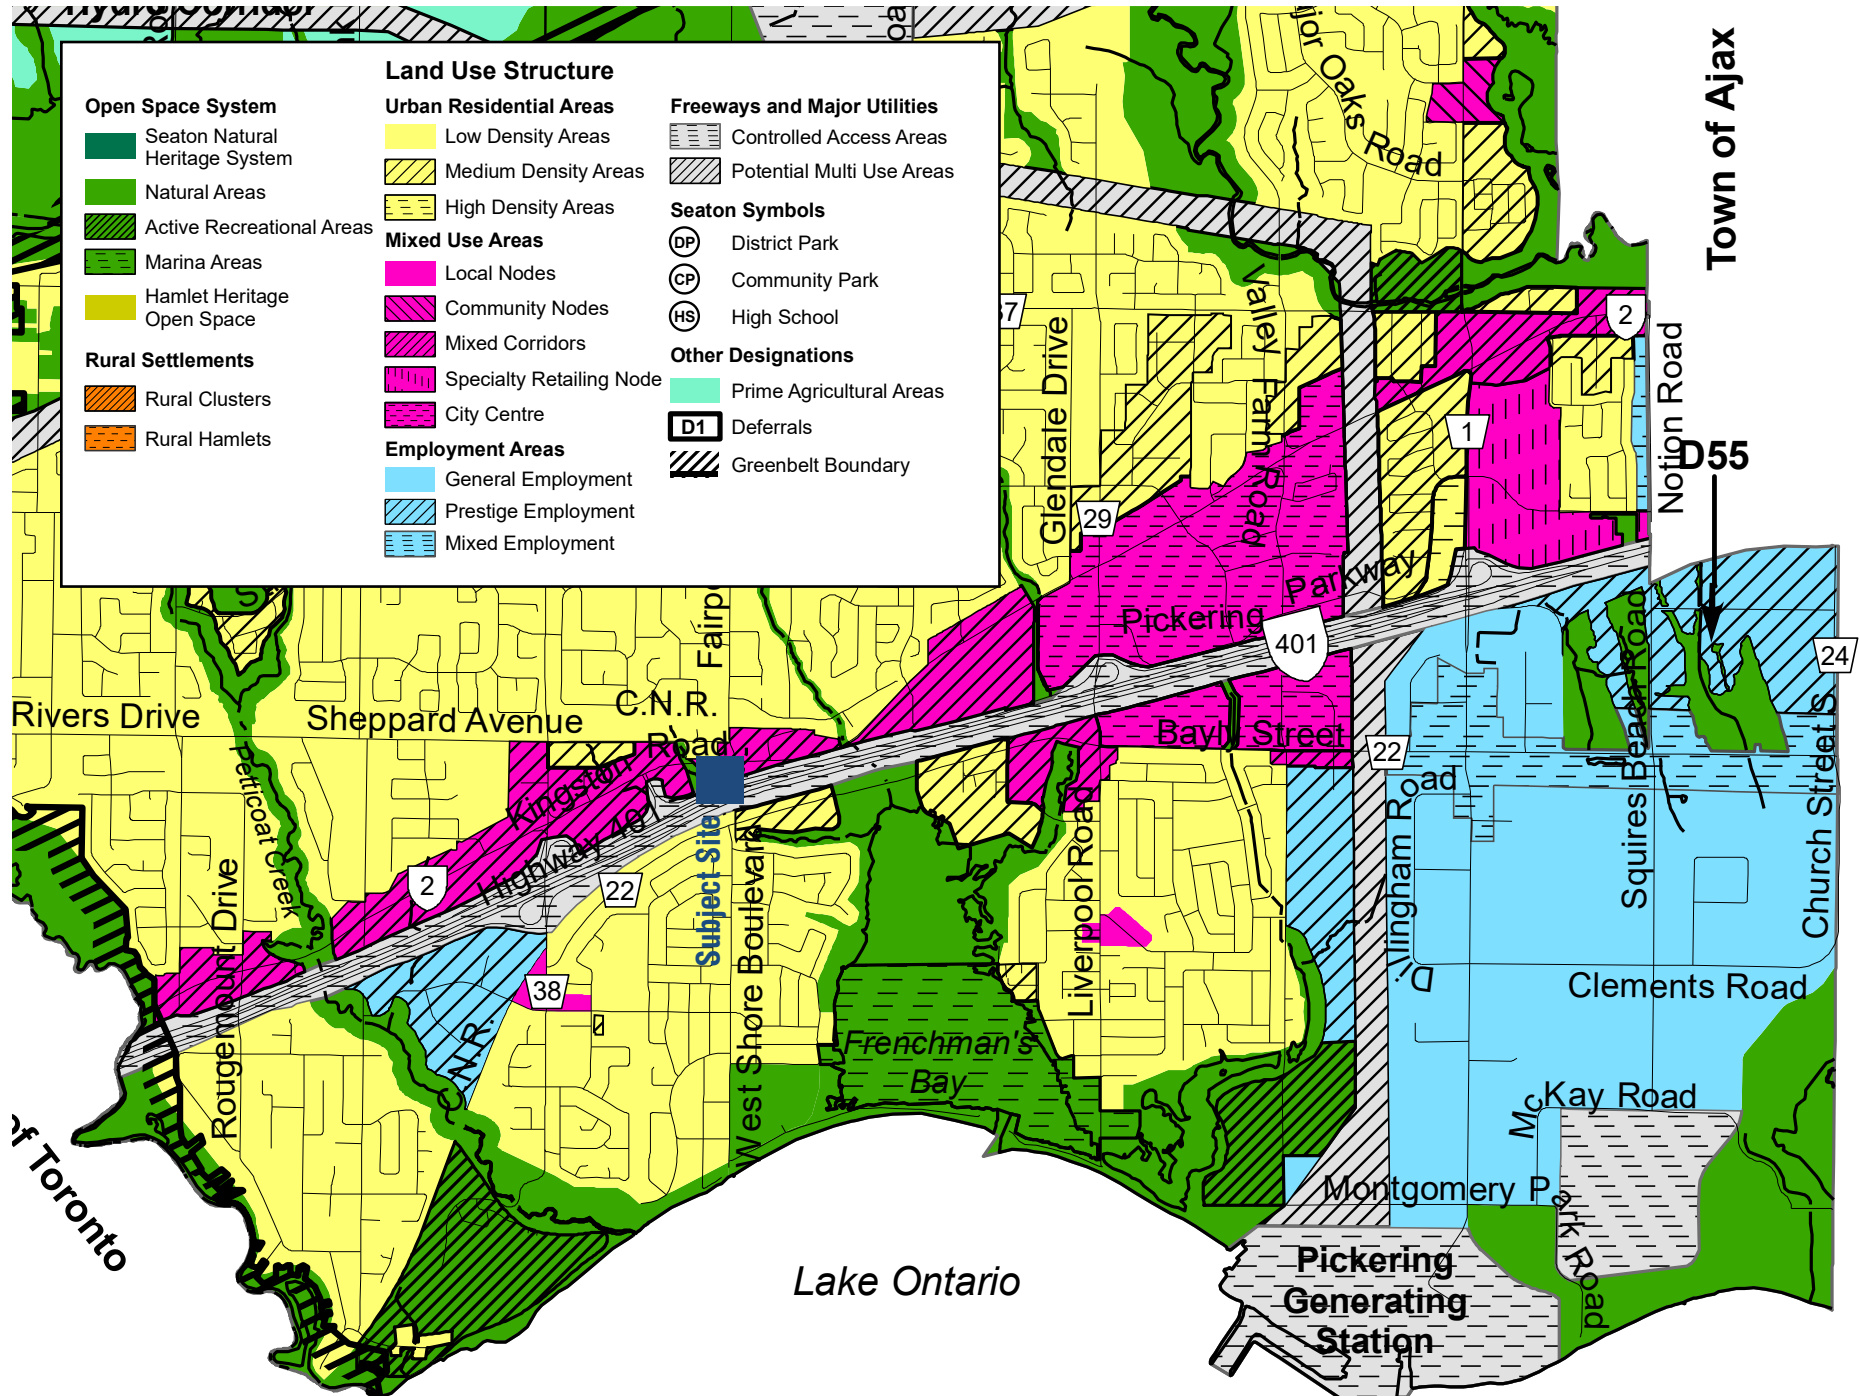 Hydro Corridor
Land Use Structure
Open Space System
Seaton Natural
Heritage System
Natural Areas
Active Recreational Areas
Marina Areas
Hamlet Heritage
Open Space
Rural Settlements
Rural Clusters
Rural Hamlets
Urban Residential Areas
Low Density Areas
Medium Density Areas
High Density Areas
Mixed Use Areas
Local Nodes
Community Nodes
Mixed Corridors
Specialty Retailing Node
City Centre
Employment Areas
General Employment
Prestige Employment
Mixed Employment
Freeways and Major Utilities
Controlled Access Areas
Potential Multi Use Areas
Seaton Symbols
DP District Park
CP Community Park
HS High School
Other Designations
Prime Agricultural Areas
D1 Deferrals
Greenbelt Boundary
jor Oaks Road
Town of Ajax
Valley Farm Road
Glendale Drive
2
Notion Road
1
D55
29
Pickering Parkway
401
24
Fairpo
Rivers Drive
Sheppard Avenue
C.N.R.
Road
Kingston
Highway 401
Bayly Street
22
Road
Squires Beach Road
Church Street S
Petticoat Creek
2
22
Subject Site
West Shore Boulevard
Liverpool Road
Dillingham Road
Rougemount Drive
38
N.R.
Clements Road
Frenchman's
Bay
McKay Road
of Toronto
Montgomery Park Road
Lake Ontario
Pickering
Generating
Station